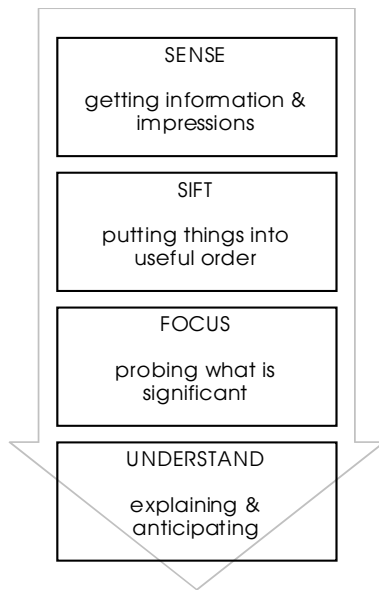 SENSE
getting information &
impressions
SIFT
putting things into
useful order
FOCUS
probing what is
significant
UNDERSTAND
explaining &
anticipating